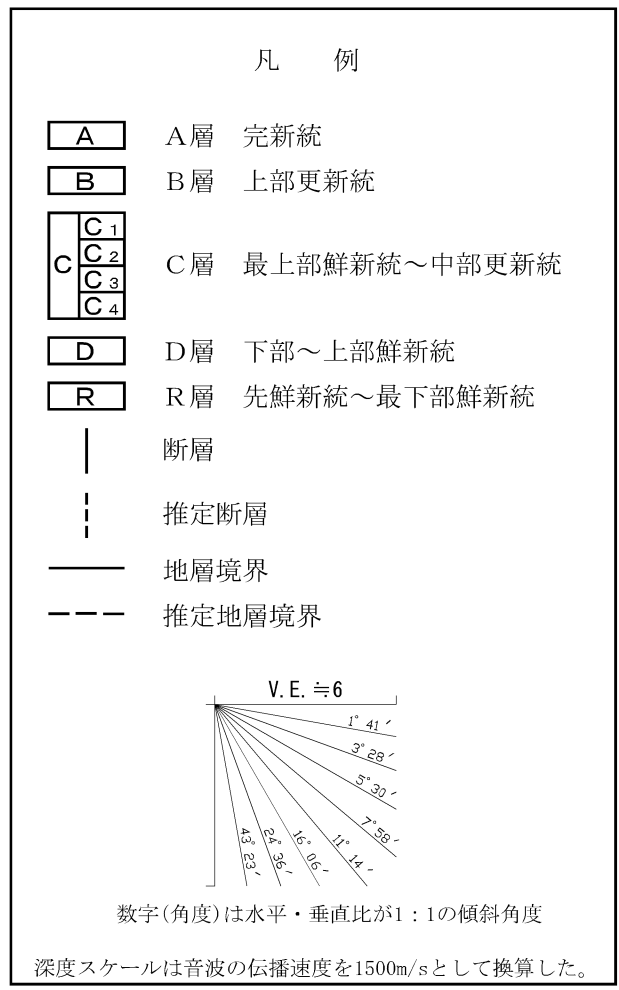 凡　例
A　A層　完新統
B　B層　上部更新統
C　C1　C2　C3　C4　C層　最上部鮮新統～中部更新統
D　D層　下部～上部鮮新統
R　R層　先鮮新統～最下部鮮新統
断層
推定断層
地層境界
推定地層境界
V.E.≒6
1°41′
3°28′
5°30′
7°58′
11°14′
16°06′
24°36′
43°23′
数字(角度)は水平・垂直比が1：1の傾斜角度
深度スケールは音波の伝播速度を1500m/sとして換算した。